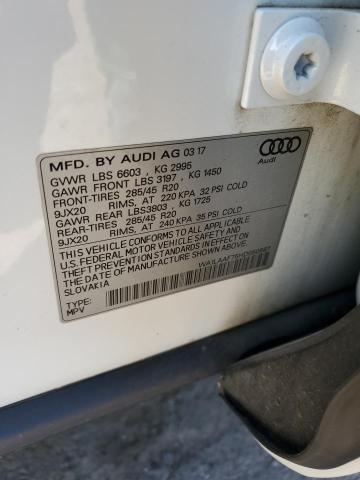 MFD. BY AUDI AG 03 17
GVWR LBS 6603 , KG 2995
GAWR FRONT LBS 3197 , KG 1450
FRONT-TIRES 285/45 R20
9JX20 RIMS, AT 220 KPA 32 PSI COLD
GAWR REAR LBS3803 , KG 1725
REAR-TIRES 285/45 R20
9JX20 RIMS, AT 240 KPA 35 PSI COLD
THIS VEHICLE CONFORMS TO ALL APPLICABLE
U.S.FEDERAL MOTOR VEHICLE SAFETY AND
THEFT PREVENTION STANDARDS IN EFFECT ON
THE DATE OF MANUFACTURE SHOWN ABOVE.
SLOVAKIA
TYPE:
MPV
Audi